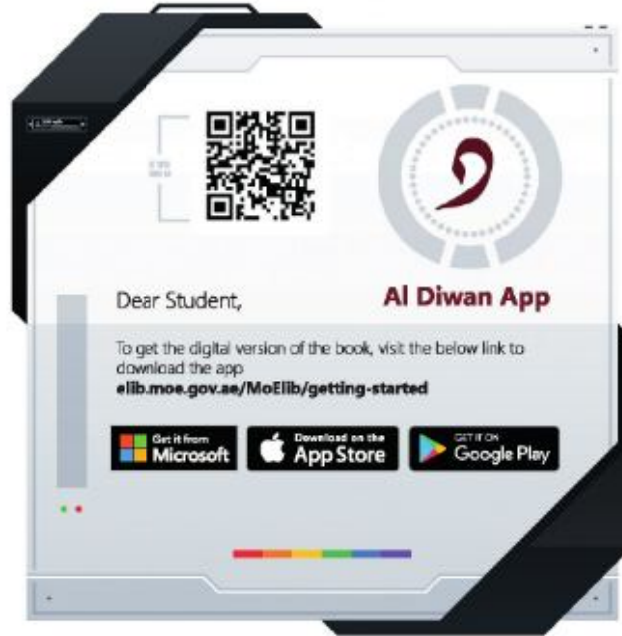 Al Diwan App
Dear Student,
To get the digital version of the book, visit the below link to
download the app
elib.moe.gov.ae/MoElib/getting-started
Get it from
Microsoft
Download on the
App Store
GET IT ON
Google Play